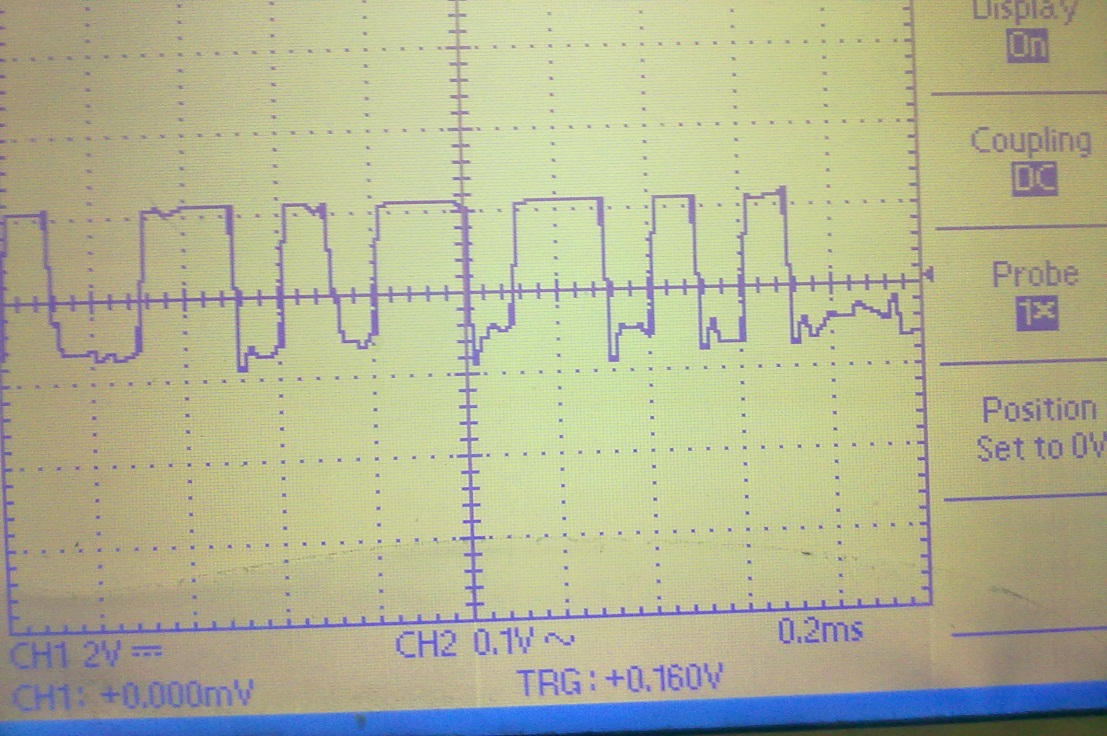 Display
On
Coupling
DC
Probe
1x
Position
Set to 0V
CH1 2V CH2 0.1V ~ 0.2ms
CH1: +0.000mV TRG:+0.160V